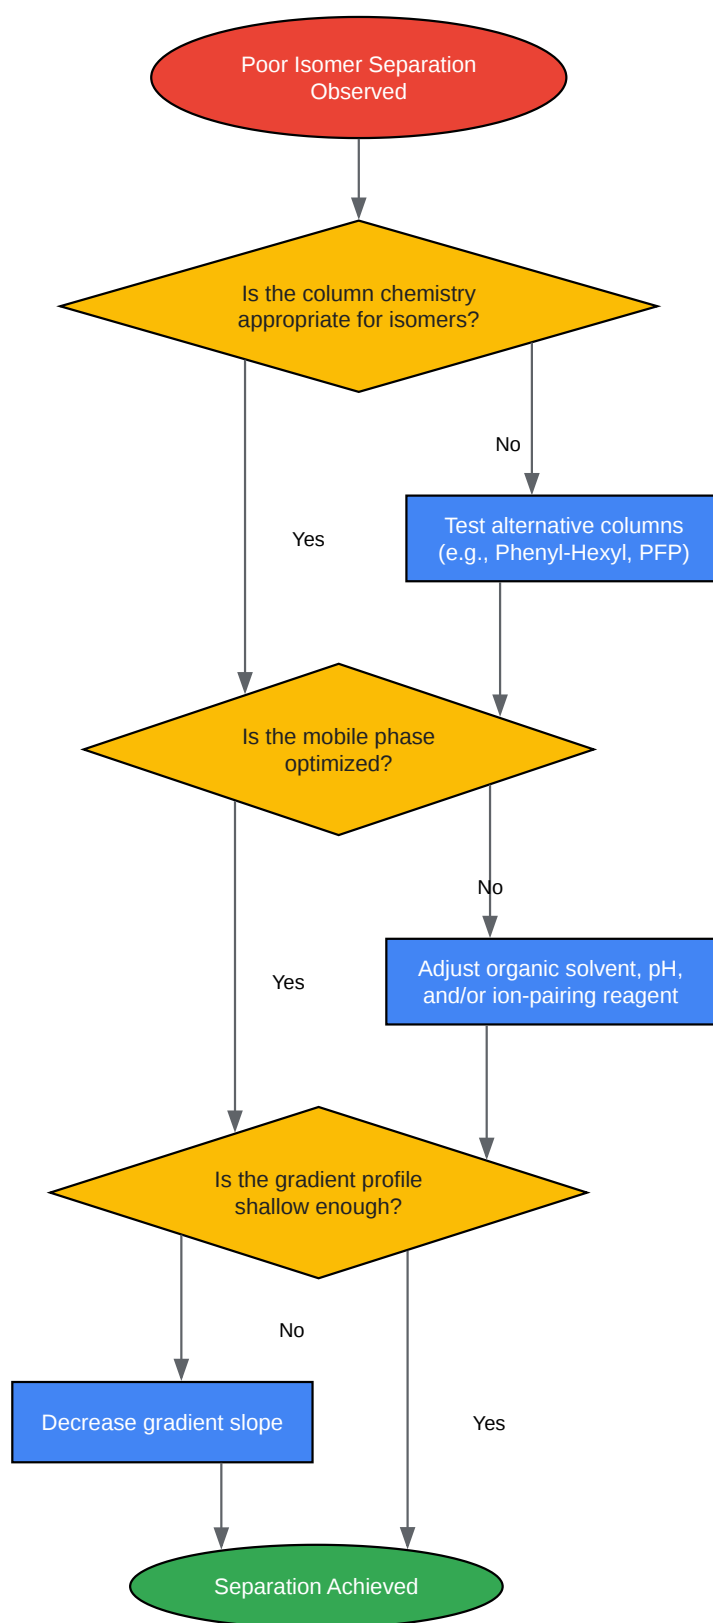 Poor Isomer Separation
Observed
Is the column chemistry
appropriate for isomers?
No
Test alternative columns
(e.g., Phenyl-Hexyl, PFP)
Yes
Is the mobile phase
optimized?
No
Adjust organic solvent, pH,
and/or ion-pairing reagent
Yes
Is the gradient profile
shallow enough?
No
Decrease gradient slope
Yes
Separation Achieved